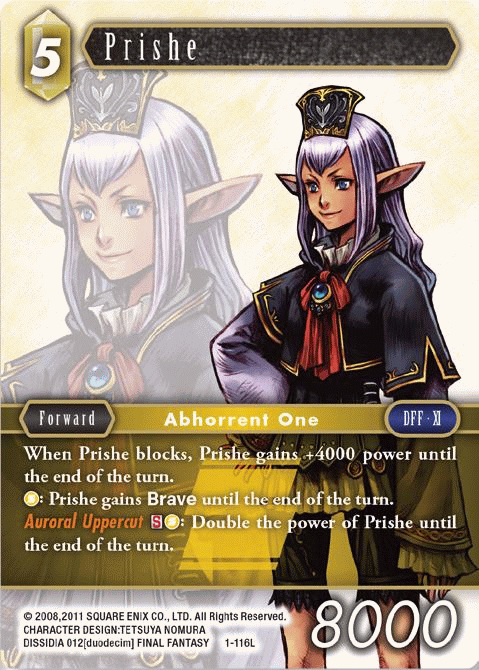 5
Prishe
Forward
Abhorrent One
DFF · XI
When Prishe blocks, Prishe gains +4000 power until
the end of the turn.
: Prishe gains Brave until the end of the turn.
Auroral Uppercut S : Double the power of Prishe until
the end of the turn.
© 2008,2011 SQUARE ENIX CO., LTD. All Rights Reserved.
CHARACTER DESIGN:TETSUYA NOMURA
DISSIDIA 012[duodecim] FINAL FANTASY 1-116L
8000